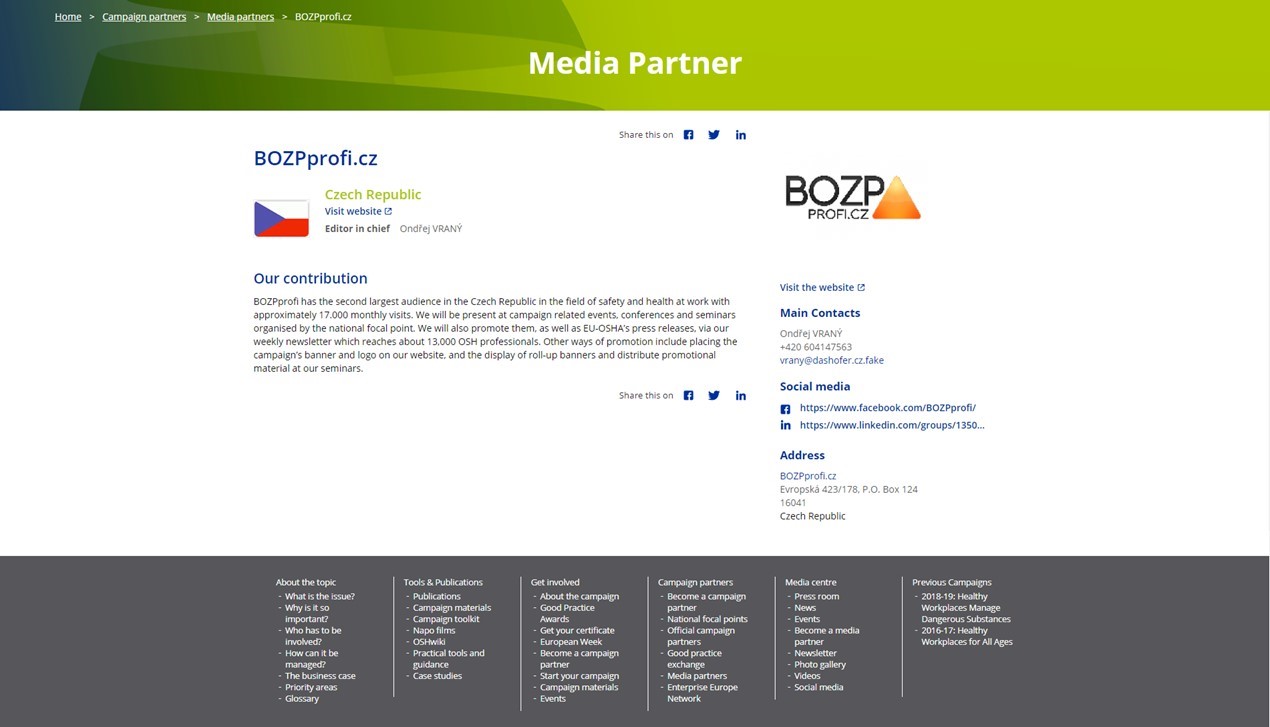 Home > Campaign partners > Media partners > BOZPprofi.cz
Media Partner
Share this on
BOZPprofi.cz
Czech Republic
Visit website
Editor in chief Ondřej VRANÝ
Our contribution
BOZPprofi has the second largest audience in the Czech Republic in the field of safety and health at work with
approximately 17.000 monthly visits. We will be present at campaign related events, conferences and seminars
organised by the national focal point. We will also promote them, as well as EU-OSHA's press releases, via our
weekly newsletter which reaches about 13,000 OSH professionals. Other ways of promotion include placing the
campaign's banner and logo on our website, and the display of roll-up banners and distribute promotional
material at our seminars.
Share this on
BOZP
PROFI.CZ
Visit the website
Main Contacts
Ondřej VRANÝ
+420 604147563
vrany@dashofer.cz.fake
Social media
https://www.facebook.com/BOZPprofi/
https://www.linkedin.com/groups/1350...
Address
BOZPprofi.cz
Evropská 423/178, P.O. Box 124
16041
Czech Republic
About the topic
- What is the issue?
- Why is it so
important?
- Who has to be
involved?
- How can it be
managed?
- The business case
- Priority areas
- Glossary
Tools & Publications
- Publications
- Campaign materials
- Campaign toolkit
- Napo films
- OSHwiki
- Practical tools and
guidance
- Case studies
Get involved
- About the campaign
- Good Practice
Awards
- Get your certificate
- European Week
- Become a campaign
partner
- Start your campaign
- Campaign materials
- Events
Campaign partners
- Become a campaign
partner
- National focal points
- Official campaign
partners
- Good practice
exchange
- Media partners
- Enterprise Europe
Network
Media centre
- Press room
- News
- Events
- Become a media
partner
- Newsletter
- Photo gallery
- Videos
- Social media
Previous Campaigns
- 2018-19: Healthy
Workplaces Manage
Dangerous Substances
- 2016-17: Healthy
Workplaces for All Ages